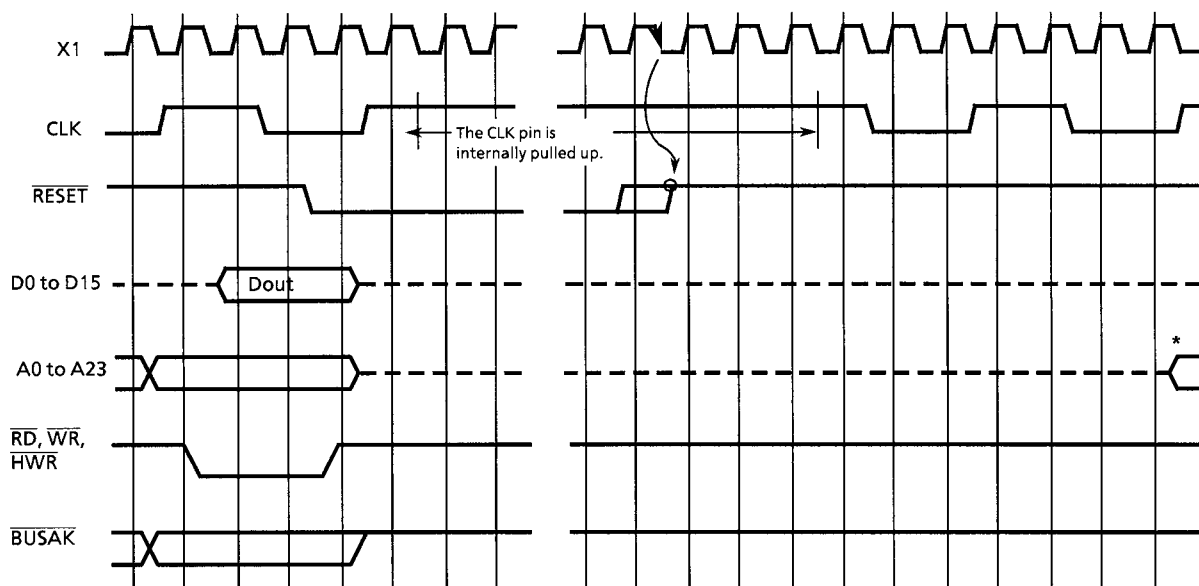 X1
CLK
The CLK pin is
internally pulled up.
RESET
D0 to D15
Dout
A0 to A23
*
RD, WR,
HWR
BUSAK